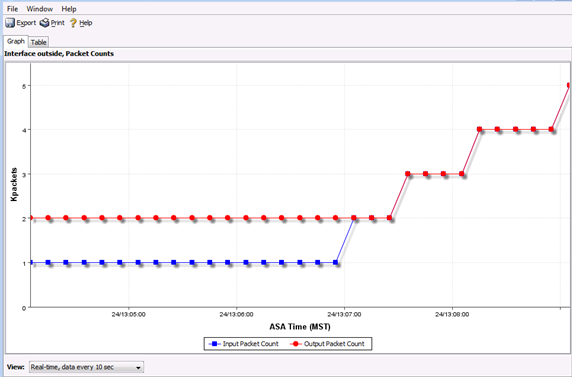 File Window Help
Export Print Help
Graph Table
Interface outside, Packet Counts
5
4
3
2
1
0
Kpackets
24/13:05:00 24/13:06:00 24/13:07:00 24/13:08:00
ASA Time (MST)
Input Packet Count Output Packet Count
View: Real-time, data every 10 sec